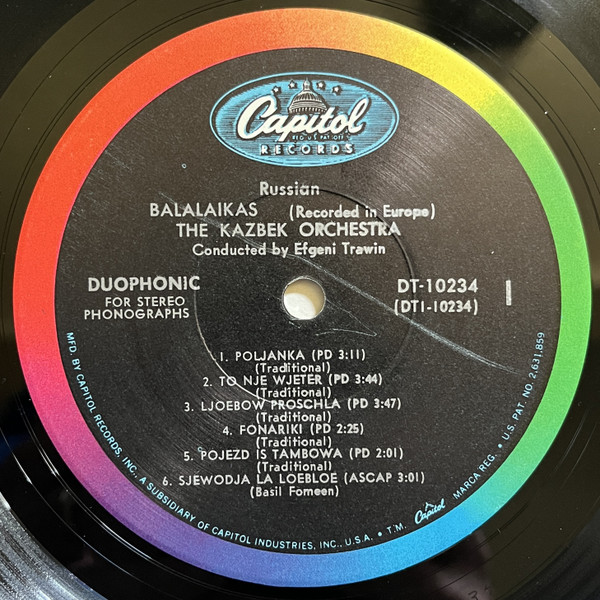 Capitol
REG. U.S. PAT. OFF.
RECORDS
Russian
BALALAIKAS (Recorded in Europe)
THE KAZBEK ORCHESTRA
Conducted by Efgeni Trawin
DUOPHONIC
FOR STEREO
PHONOGRAPHS
DT-10234
(DT1-10234)
1
1. POLJANKA (PD 3:11)
(Traditional)
2. TO NJE WJETER (PD 3:44)
(Traditional)
3. LJOEBOW PROSCHLA (PD 3:47)
(Traditional)
4. FONARIKI (PD 2:25)
(Traditional)
5. POJEZD IS TAMBOWA (PD 2:01)
(Traditional)
6. SJEWODJA LA LOEBLOE (ASCAP 3:01)
(Basil Fomeen)
MFD. BY CAPITOL RECORDS, INC., A SUBSIDIARY OF CAPITOL INDUSTRIES, INC., U.S.A. • T.M. Capitol MARCA REG. • U.S. PAT. NO. 2,631,859